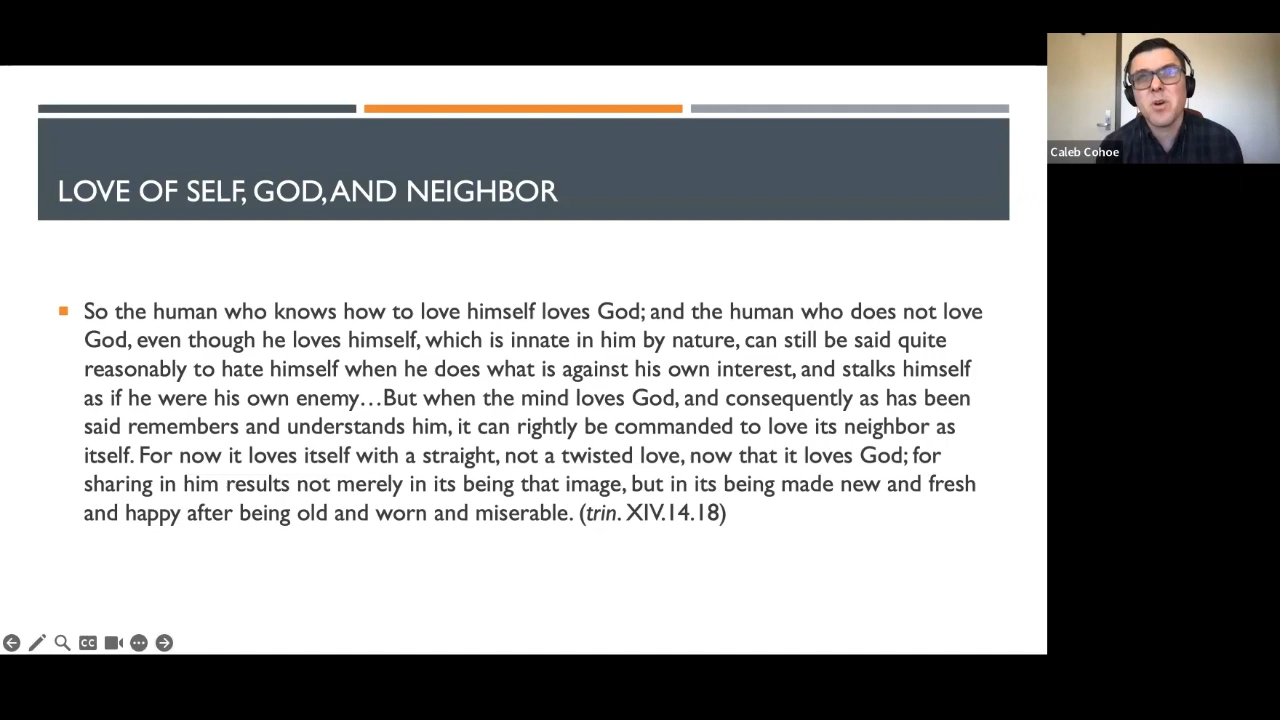 LOVE OF SELF, GOD, AND NEIGHBOR
So the human who knows how to love himself loves God; and the human who does not love
God, even though he loves himself, which is innate in him by nature, can still be said quite
reasonably to hate himself when he does what is against his own interest, and stalks himself
as if he were his own enemy…But when the mind loves God, and consequently as has been
said remembers and understands him, it can rightly be commanded to love its neighbor as
itself. For now it loves itself with a straight, not a twisted love, now that it loves God; for
sharing in him results not merely in its being that image, but in its being made new and fresh
and happy after being old and worn and miserable. (trin. XIV.14.18)
Caleb Cohoe
CC